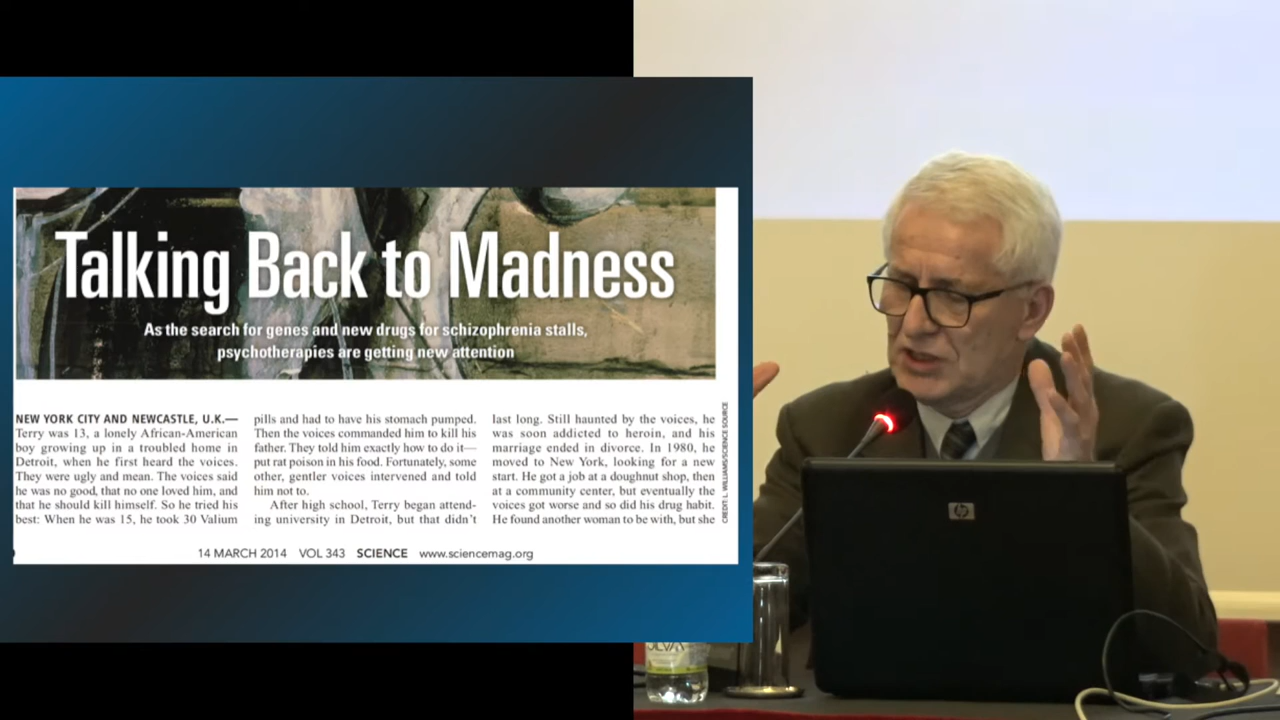 Talking Back to Madness
As the search for genes and new drugs for schizophrenia stalls,
psychotherapies are getting new attention
NEW YORK CITY AND NEWCASTLE, U.K.—
Terry was 13, a lonely African-American
boy growing up in a troubled home in
Detroit, when he first heard the voices.
They were ugly and mean. The voices said
he was no good, that no one loved him, and
that he should kill himself. So he tried his
best: When he was 15, he took 30 Valium
pills and had to have his stomach pumped.
Then the voices commanded him to kill his
father. They told him exactly how to do it—
put rat poison in his food. Fortunately, some
other, gentler voices intervened and told
him not to.
After high school, Terry began attend-
ing university in Detroit, but that didn't
last long. Still haunted by the voices, he
was soon addicted to heroin, and his
marriage ended in divorce. In 1980, he
moved to New York, looking for a new
start. He got a job at a doughnut shop, then
at a community center, but eventually the
voices got worse and so did his drug habit.
He found another woman to be with, but she
CREDIT: L. WILLIAMS/SCIENCE SOURCE
14 MARCH 2014 VOL 343 SCIENCE www.sciencemag.org
hp